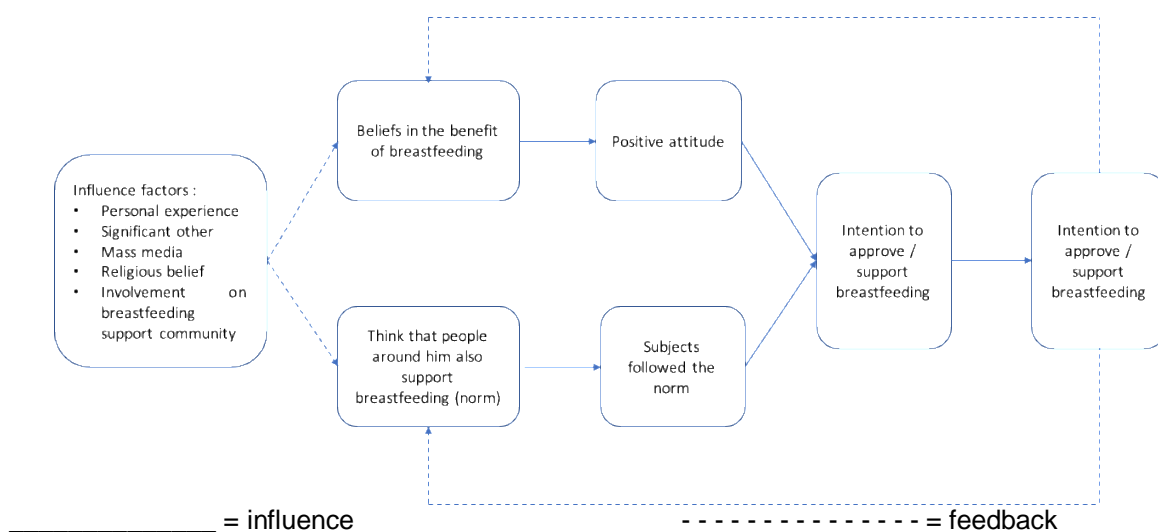 Influence factors :
• Personal experience
• Significant other
• Mass media
• Religious belief
• Involvement on
breastfeeding
support community
Beliefs in the benefit
of breastfeeding
Positive attitude
Think that people
around him also
support
breastfeeding (norm)
Subjects
followed the
norm
Intention to
approve /
support
breastfeeding
Intention to
approve /
support
breastfeeding
_______________ = influence
- - - - - - - - - - - - - - - = feedback